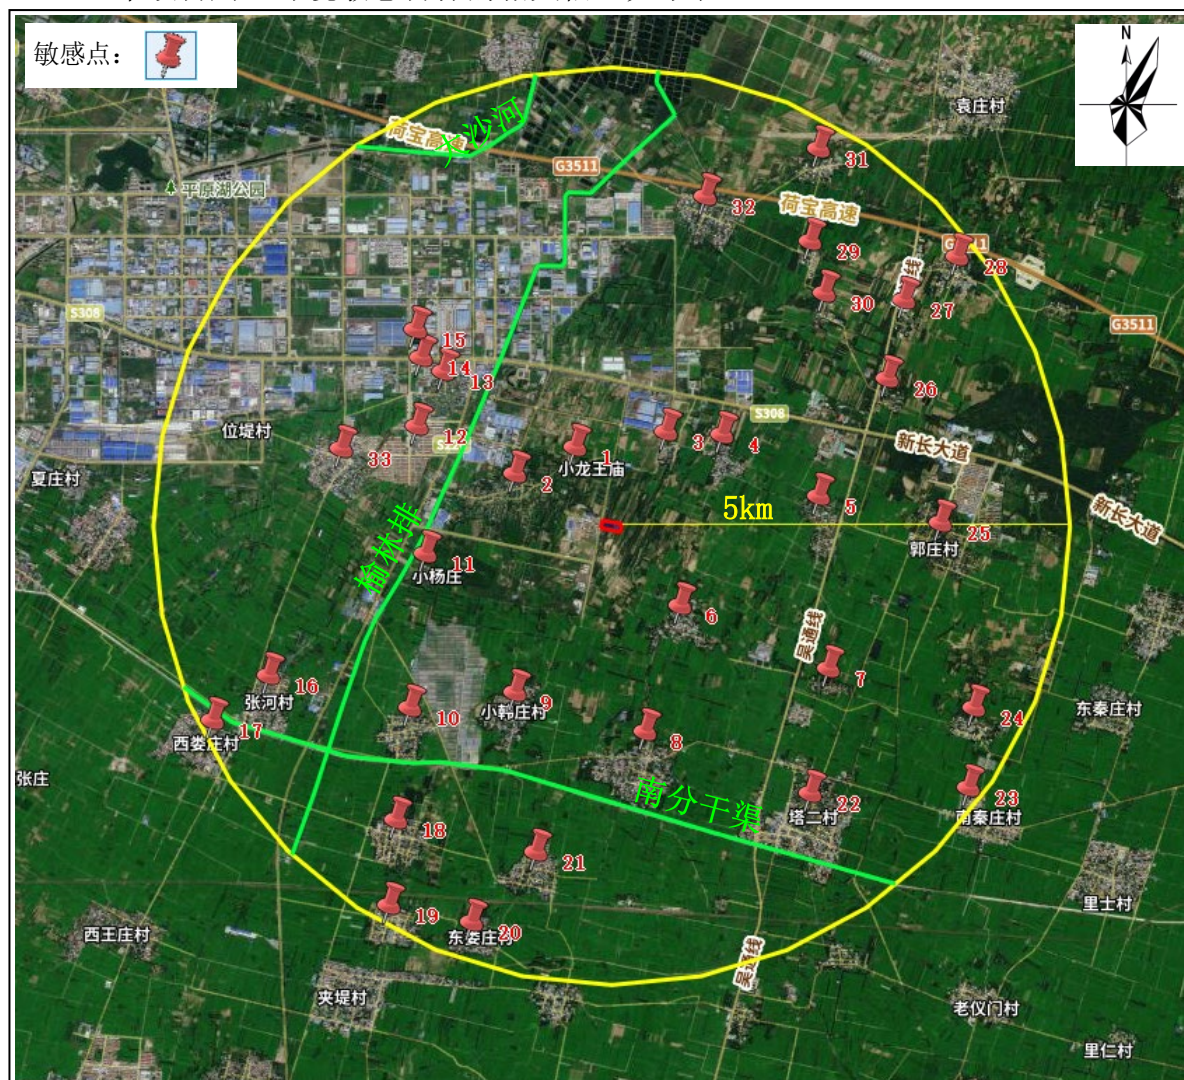 敏感点：
N
袁庄村
大沙河
荷宝高速
G3511
31
平原湖公园
32
荷宝高速
29
28
30
27
S308
15
14
13
26
G3511
12
S308
位堤村
33
3
4
新长大道
1
小龙王庙
2
夏庄村
5
5km
25
新长大道
榆林排
郭庄村
11
小杨庄
6
吴通线
7
16
张河村
9
小韩庄村
10
24
东秦庄村
17
西娄庄村
8
张庄
南分干渠
22
塔二村
23
南秦庄村
18
21
里士村
19
20
东娄庄村
西王庄村
吴通线
夹堤村
老仪门村
里仁村